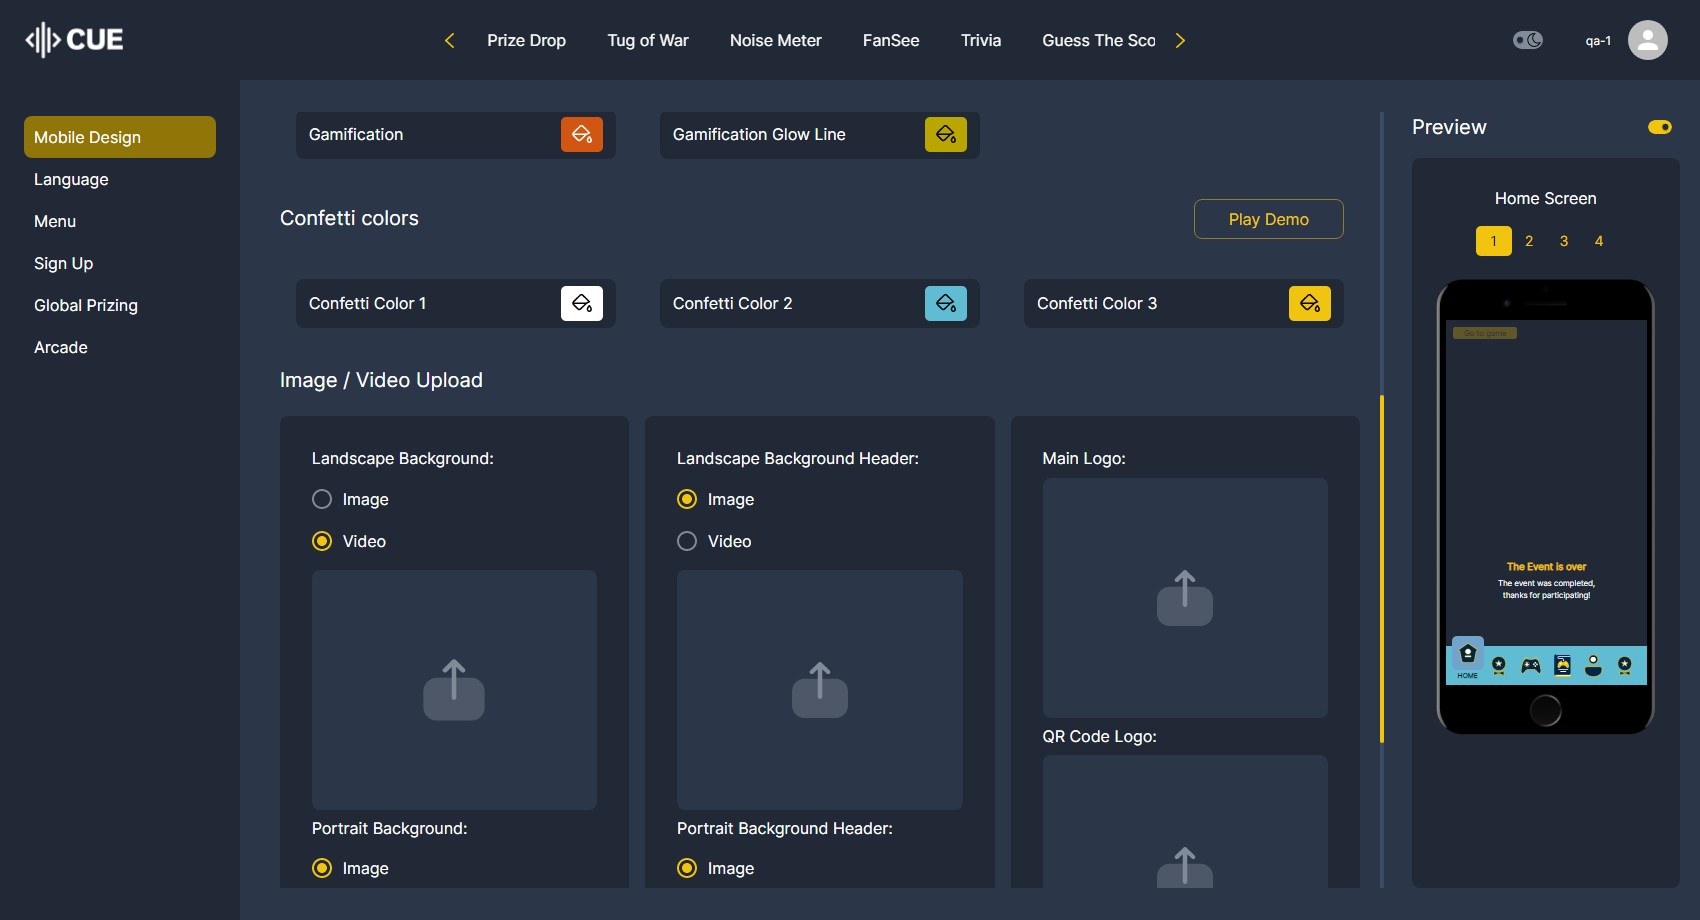 CUE
Prize Drop
Tug of War
Noise Meter
FanSee
Trivia
Guess The Sco
qa-1
Mobile Design
Language
Menu
Sign Up
Global Prizing
Arcade
Gamification
Gamification Glow Line
Confetti colors
Play Demo
Confetti Color 1
Confetti Color 2
Confetti Color 3
Image / Video Upload
Landscape Background:
Image
Video
Portrait Background:
Image
Landscape Background Header:
Image
Video
Portrait Background Header:
Image
Main Logo:
QR Code Logo:
Preview
Home Screen
1 2 3 4
Go to game
The Event is over
The event was completed,
thanks for participating!
HOME